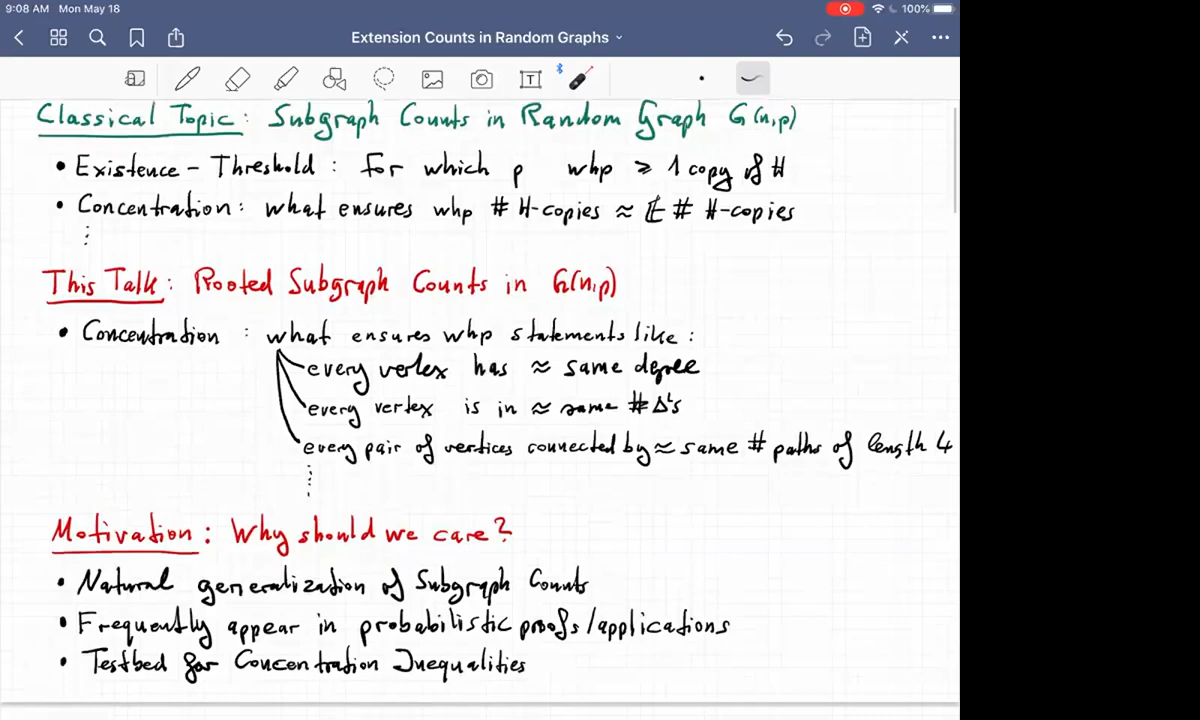 9:08 AM Mon May 18
100%
Extension Counts in Random Graphs
Classical Topic: Subgraph Counts in Random Graph G(n,p)
• Existence - Threshold : for which p whp ≥ 1 copy of H
• Concentration: what ensures whp # H-copies ≈ E # H-copies
⋮
This Talk: Rooted Subgraph Counts in G(n,p)
• Concentration : what ensures whp statements like :
every vertex has ≈ same degree
every vertex is in ≈ same # Δ's
every pair of vertices connected by ≈ same # paths of length 4
⋮
Motivation: Why should we care?
• Natural generalization of Subgraph Counts
• Frequently appear in probabilistic proofs/applications
• Testbed for Concentration Inequalities